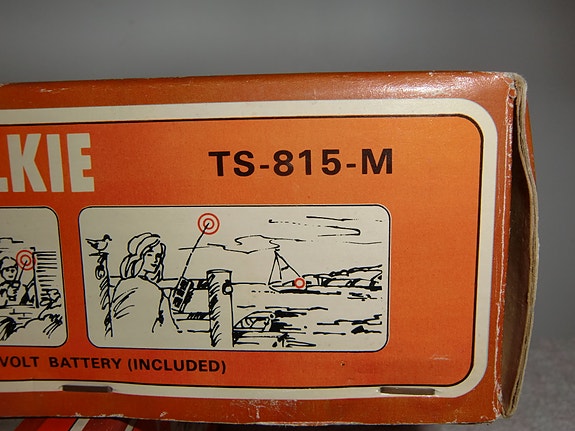 LKIE
TS-815-M
VOLT BATTERY (INCLUDED)